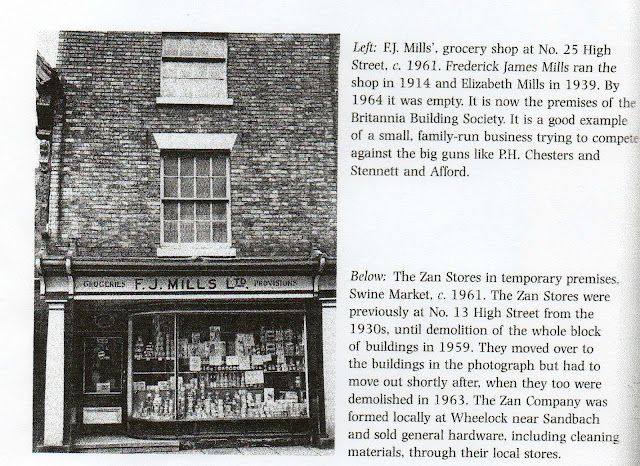 GROCERIES F.J. MILLS LTD. PROVISIONS
Left: F.J. Mills', grocery shop at No. 25 High
Street, c. 1961. Frederick James Mills ran the
shop in 1914 and Elizabeth Mills in 1939. By
1964 it was empty. It is now the premises of the
Britannia Building Society. It is a good example
of a small, family-run business trying to compete
against the big guns like P.H. Chesters and
Stennett and Afford.
Below: The Zan Stores in temporary premises,
Swine Market, c. 1961. The Zan Stores were
previously at No. 13 High Street from the
1930s, until demolition of the whole block
of buildings in 1959. They moved over to
the buildings in the photograph but had to
move out shortly after, when they too were
demolished in 1963. The Zan Company was
formed locally at Wheelock near Sandbach
and sold general hardware, including cleaning
materials, through their local stores.